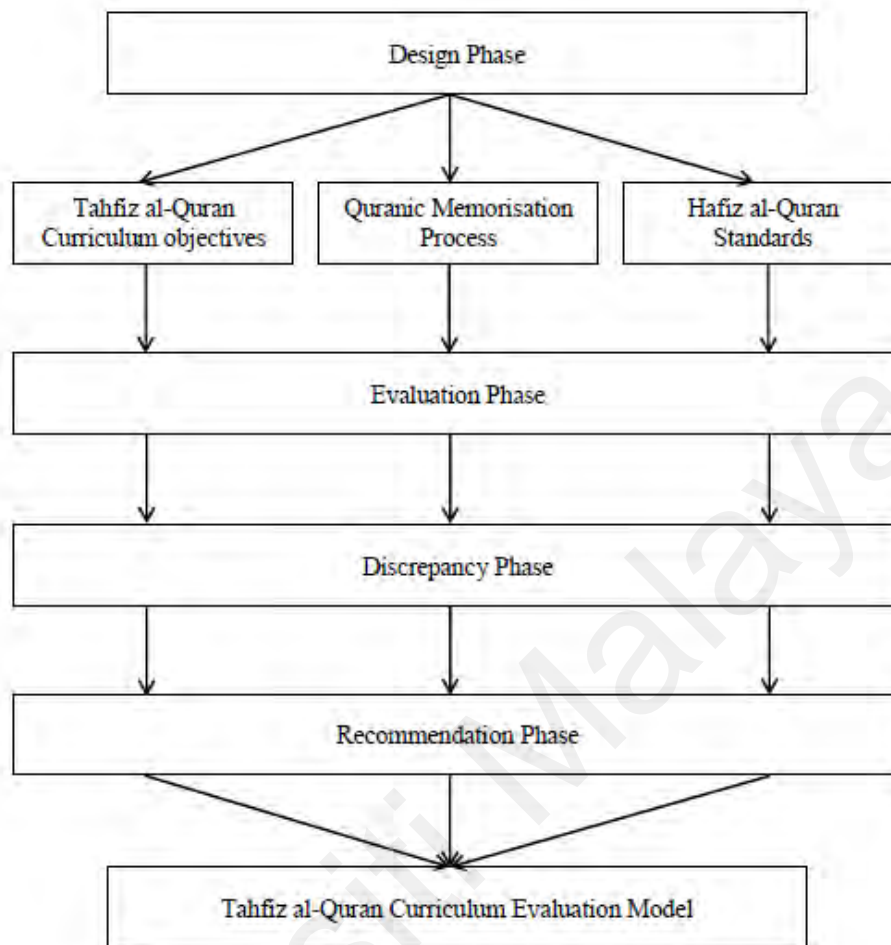 Design Phase
Tahfiz al-Quran
Curriculum objectives
Quranic Memorisation
Process
Hafiz al-Quran
Standards
Evaluation Phase
Discrepancy Phase
Recommendation Phase
Tahfiz al-Quran Curriculum Evaluation Model
Malaya